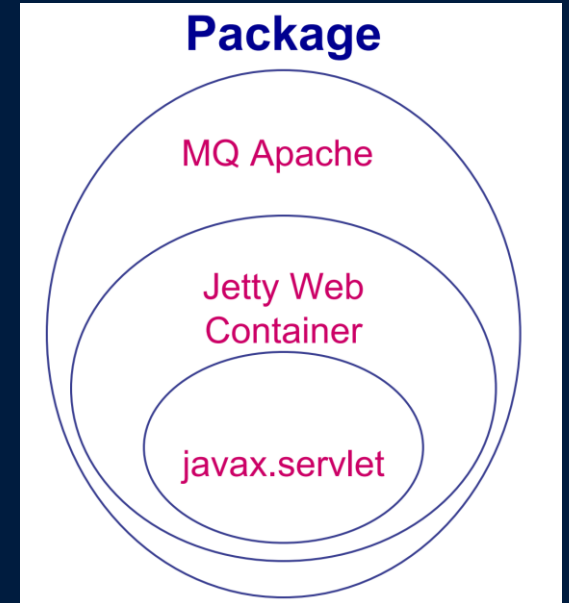 Package
MQ Apache
Jetty Web
Container
javax.servlet